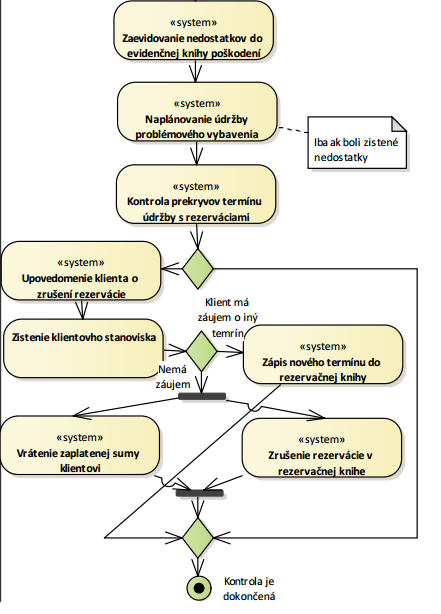 «system»
Zaevidovanie nedostatkov do
evidenčnej knihy poškodení
«system»
Naplánovanie údržby
problémového vybavenia
Iba ak boli zistené
nedostatky
«system»
Kontrola prekryvov termínu
údržby s rezerváciami
«system»
Upovedomenie klienta o
zrušení rezervácie
Klient má
záujem o iný
temrín
Zistenie klientovho stanoviska
«system»
Zápis nového termínu do
rezervačnej knihy
Nemá
záujem
«system»
Vrátenie zaplatenej sumy
klientovi
«system»
Zrušenie rezervácie v
rezervačnej knihe
Kontrola je
dokončená